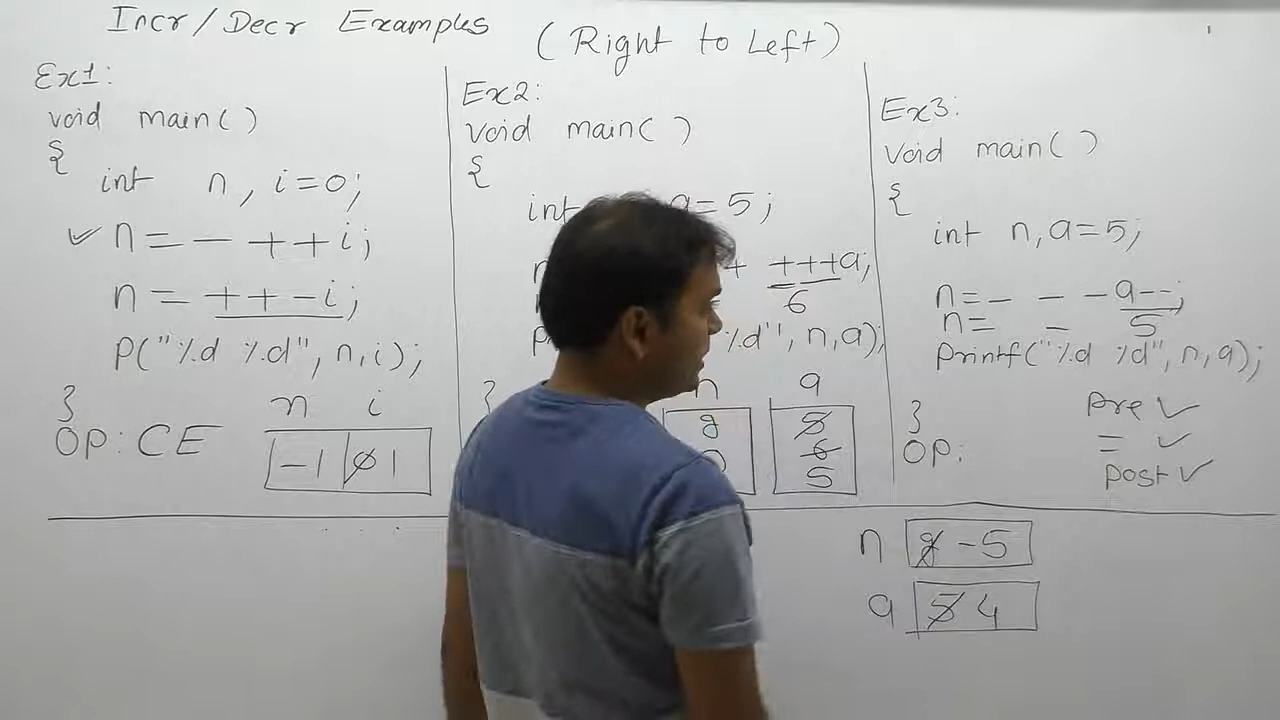 Incr/Decr Examples
(Right to Left)
Ex1:
void main()
{
int n, i=0;
✓ n = - ++i;
n = ++-i;
P("%d %d", n,i);
}
OP: CE
n i
-1 0 1
Ex2:
void main()
{
int a=5;
+ +++a;
6
%d", n,a);
}
n a
g 5
6
5
Ex3:
void main()
{
int n,a=5;
n=- - -a--;
n= - 5
printf("%d %d", n,a);
}
OP:
Pre ✓
= ✓
post ✓
n g -5
a 5 4